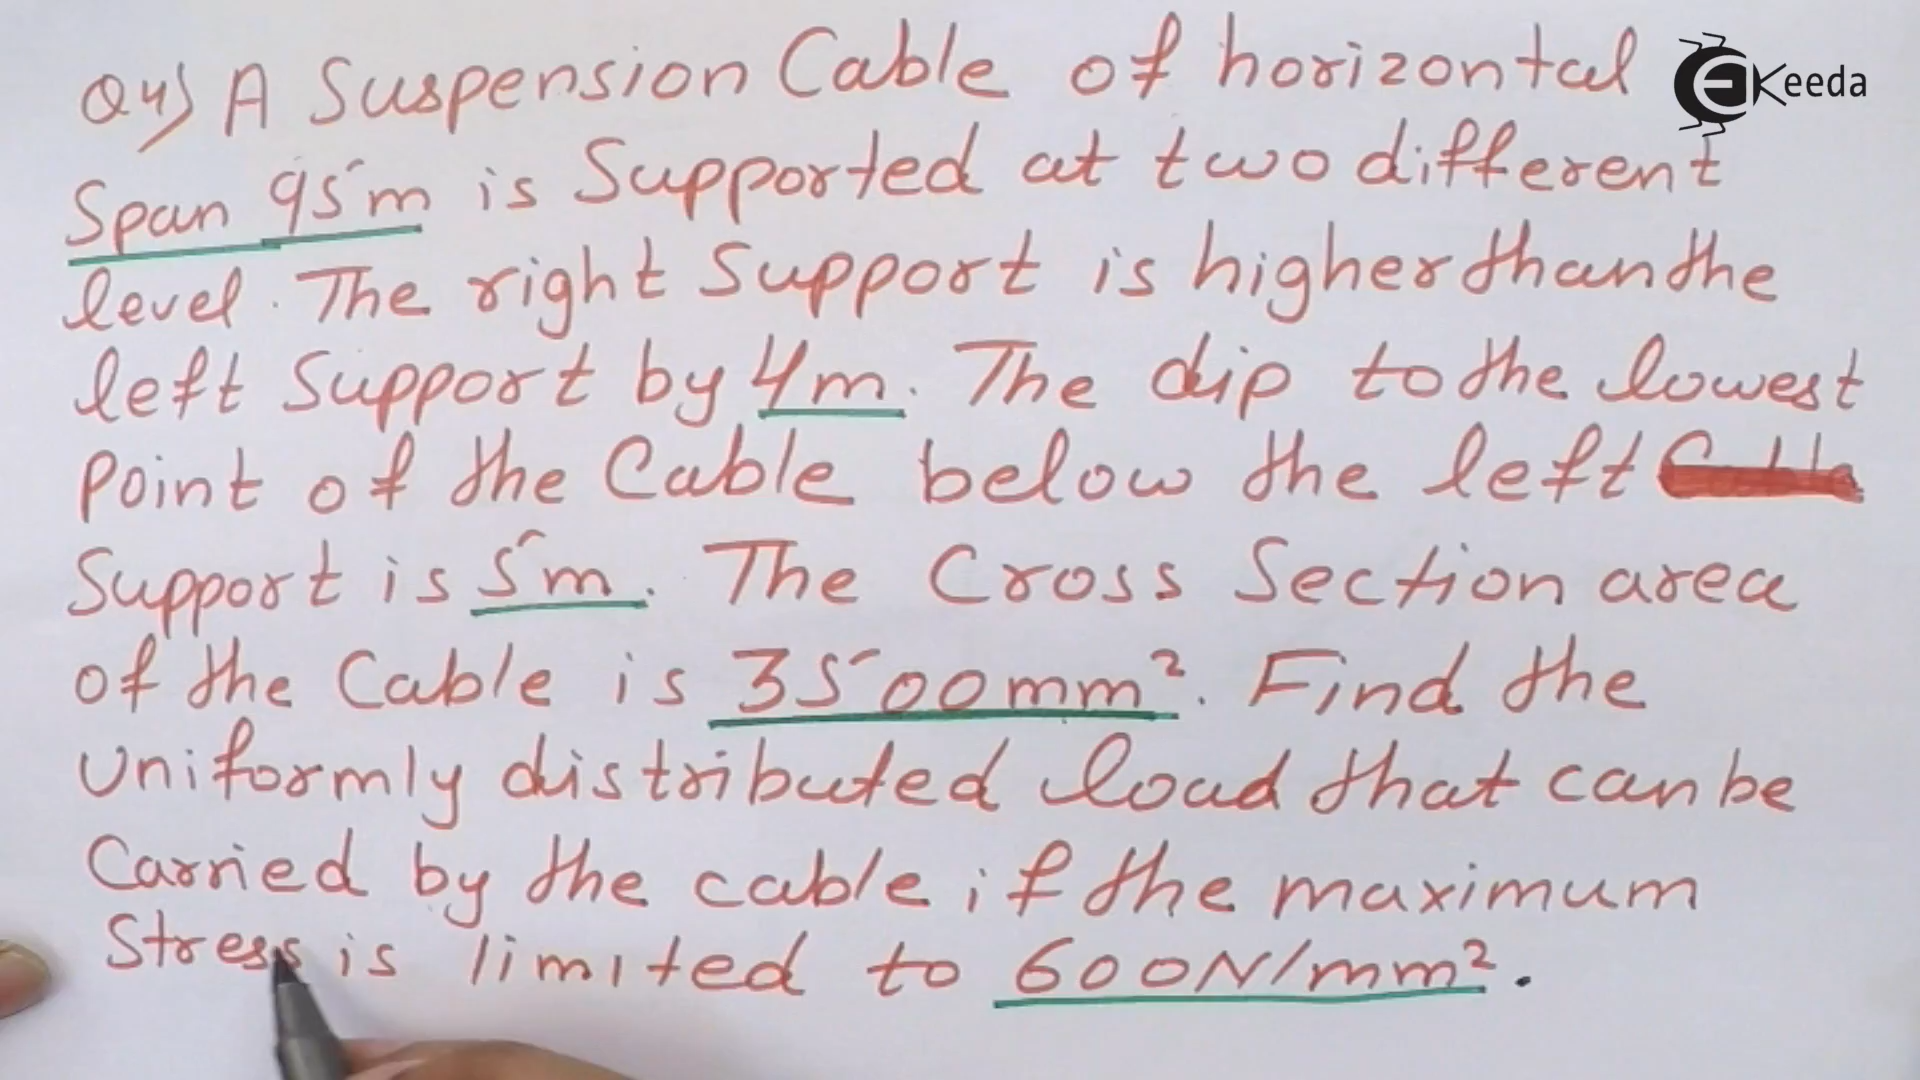 Q4) A Suspension Cable of horizontal
Span 95m is Supported at two different
level. The right Support is higher than the
left Support by 4m. The dip to the lowest
Point of the Cable below the left
Support is 5m. The Cross Section area
of the Cable is 3500mm². Find the
Uniformly distributed load that can be
Carried by the cable if the maximum
Stress is limited to 600N/mm².
EKeeda